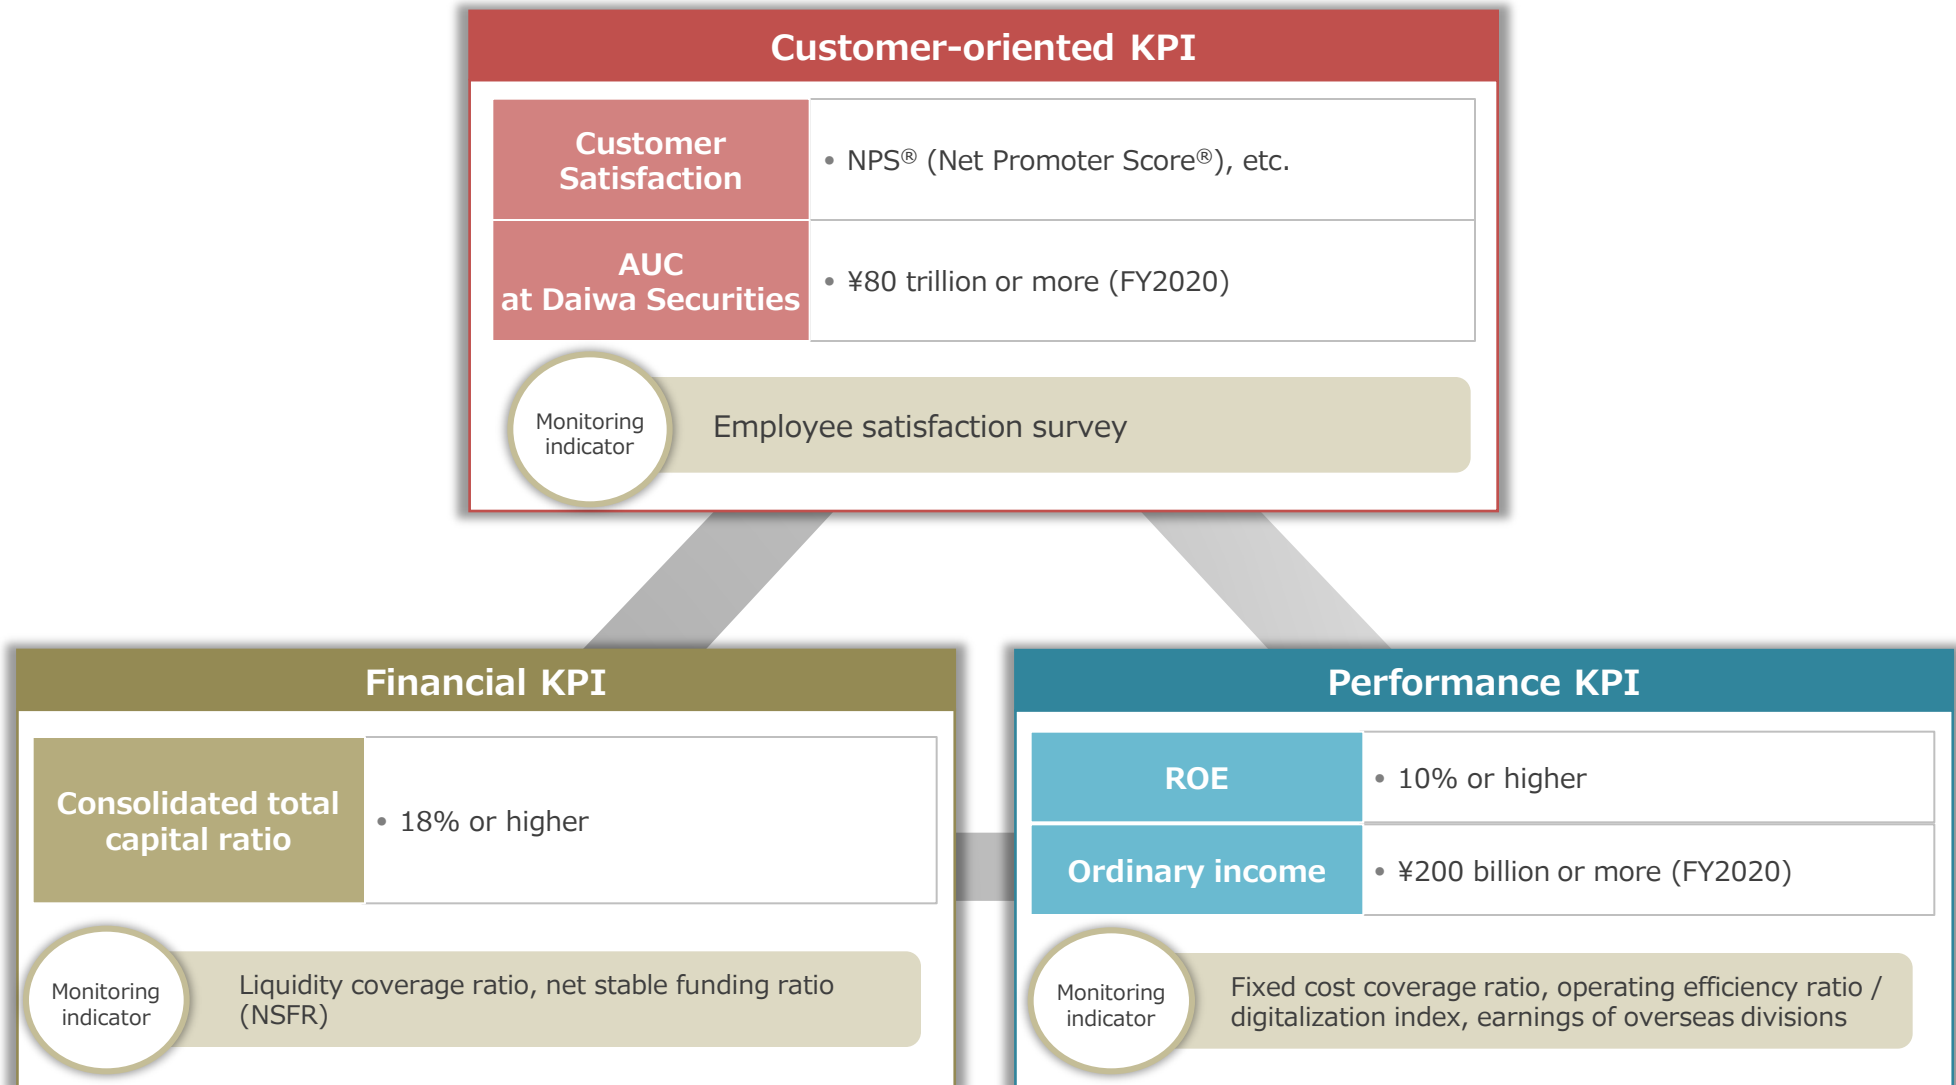 Customer-oriented KPI
Customer
Satisfaction
• NPS® (Net Promoter Score®), etc.
AUC
at Daiwa Securities
• ¥80 trillion or more (FY2020)
Monitoring
indicator
Employee satisfaction survey
Financial KPI
Consolidated total
capital ratio
• 18% or higher
Monitoring
indicator
Liquidity coverage ratio, net stable funding ratio
(NSFR)
Performance KPI
ROE
• 10% or higher
Ordinary income
• ¥200 billion or more (FY2020)
Monitoring
indicator
Fixed cost coverage ratio, operating efficiency ratio /
digitalization index, earnings of overseas divisions